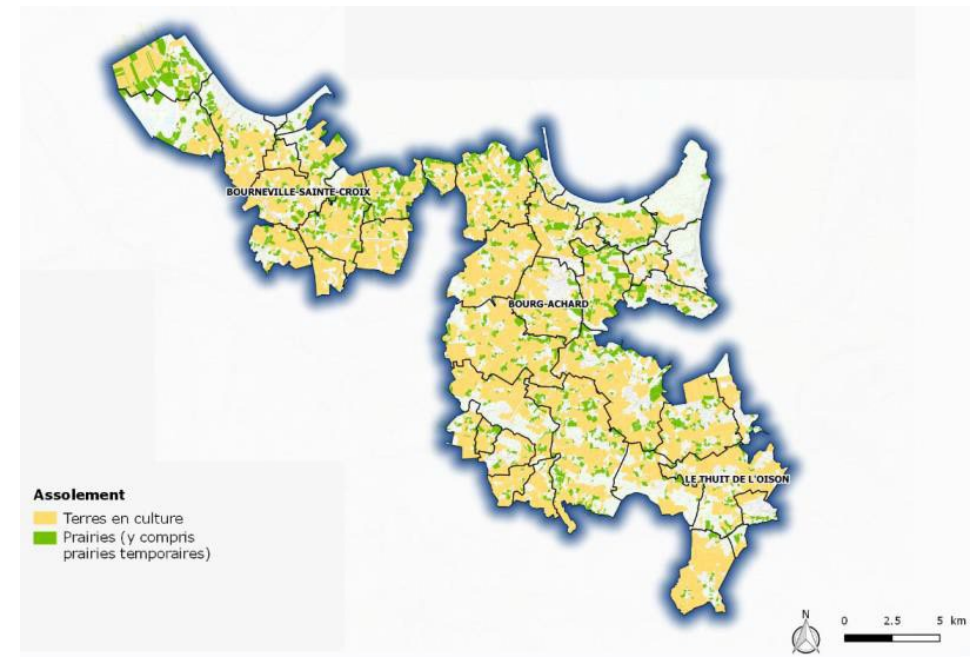 BOURNEVILLE-SAINTE-CROIX
BOURG-ACHARD
LE THUIT DE L'OISON
Assolement
Terres en culture
Prairies (y compris
prairies temporaires)
N
0 2.5 5 km